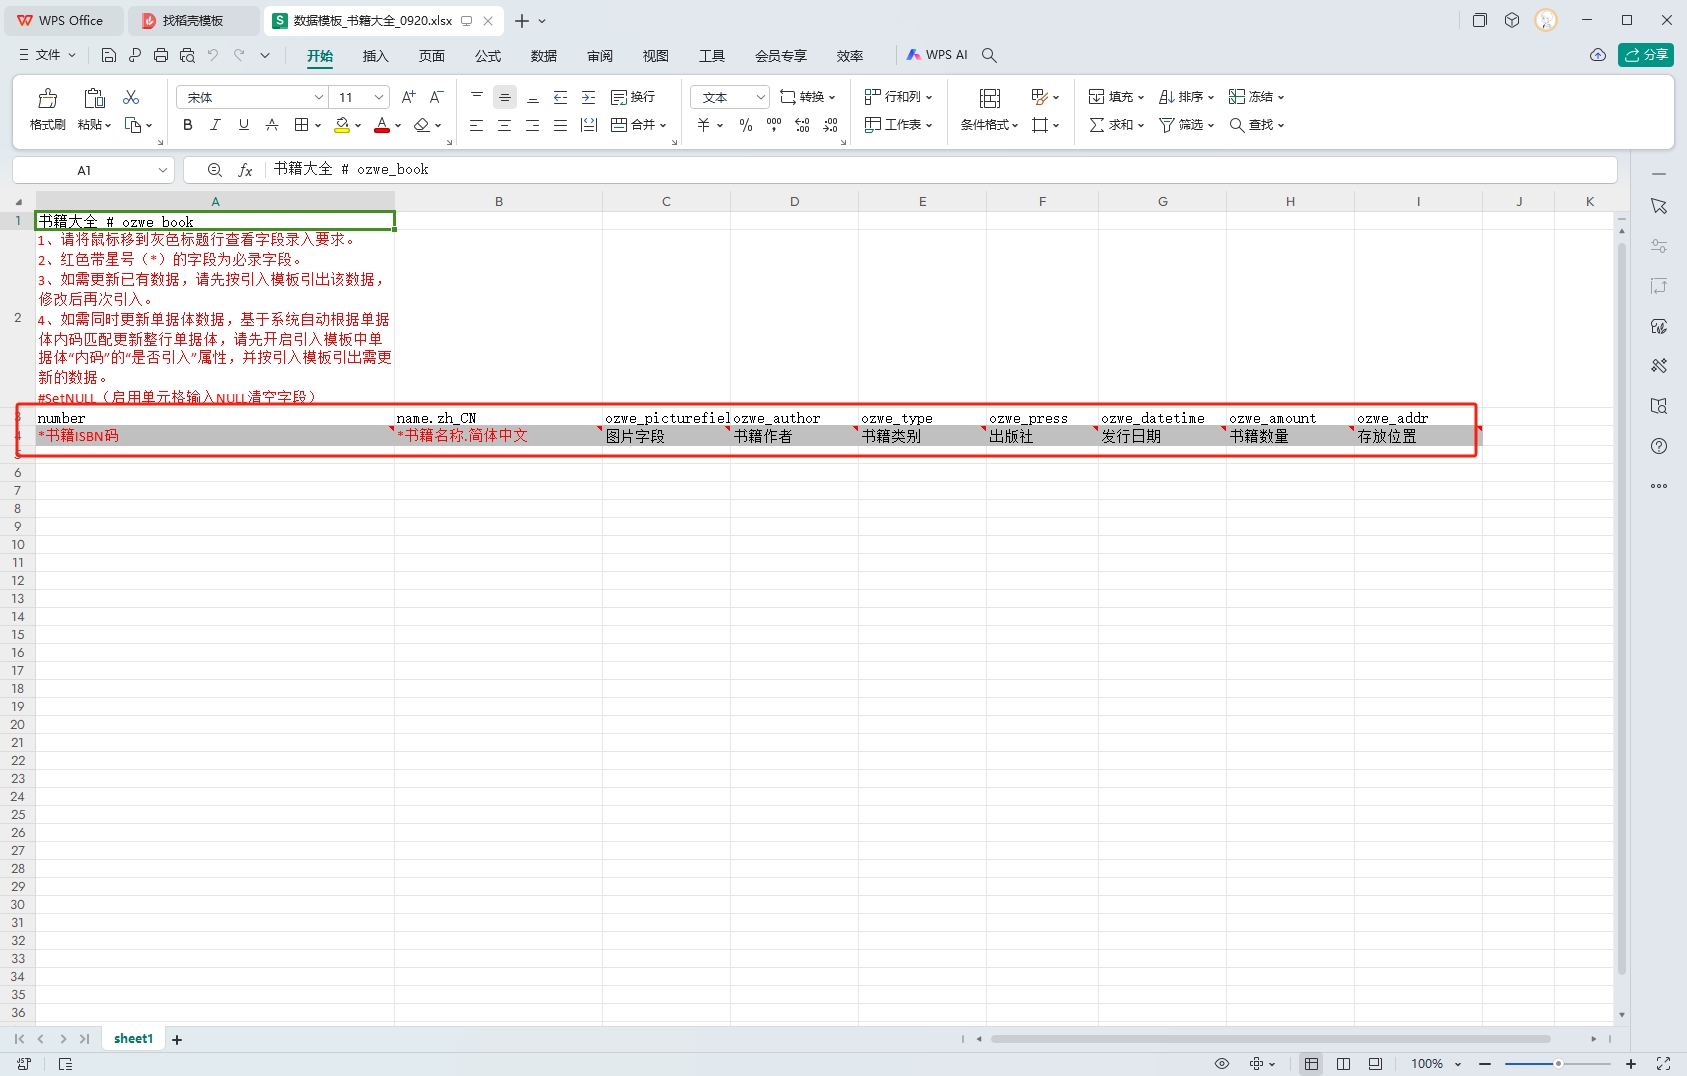 WPS Office
找稻壳模板
数据模板_书籍大全_0920.xlsx
文件
开始
插入
页面
公式
数据
审阅
视图
工具
会员专享
效率
WPS AI
分享
格式刷
粘贴
宋体
11
换行
合并
文本
转换
行和列
工作表
条件格式
填充
排序
冻结
求和
筛选
查找
A1
fx
书籍大全 # ozwe_book
A B C D E F G H I J K
1 书籍大全 # ozwe_book
2
1、请将鼠标移到灰色标题行查看字段录入要求。
2、红色带星号（*）的字段为必录字段。
3、如需更新已有数据，请先按引入模板引出该数据，
修改后再次引入。
4、如需同时更新单据体数据，基于系统自动根据单据
体内码匹配更新整行单据体，请先开启引入模板中单
据体“内码”的“是否引入”属性，并按引入模板引出需更
新的数据。
#SetNULL（启用单元格输入NULL清空字段）
3 number name.zh_CN ozwe_picturefiel ozwe_author ozwe_type ozwe_press ozwe_datetime ozwe_amount ozwe_addr
4 *书籍ISBN码 *书籍名称.简体中文 图片字段 书籍作者 书籍类别 出版社 发行日期 书籍数量 存放位置
5
6
7
8
9
10
11
12
13
14
15
16
17
18
19
20
21
22
23
24
25
26
27
28
29
30
31
32
33
34
35
36
sheet1
100%